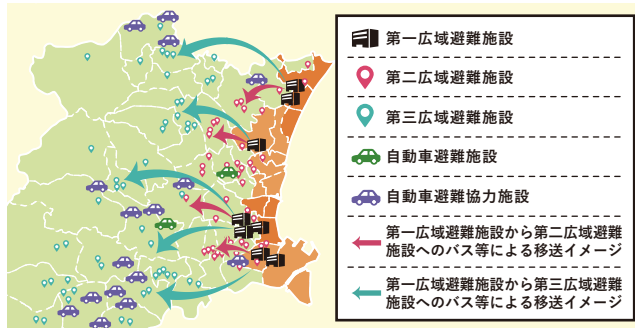 第一広域避難施設
第二広域避難施設
第三広域避難施設
自動車避難施設
自動車避難協力施設
第一広域避難施設から第二広域避難
施設へのバス等による移送イメージ
第一広域避難施設から第三広域避難
施設へのバス等による移送イメージ